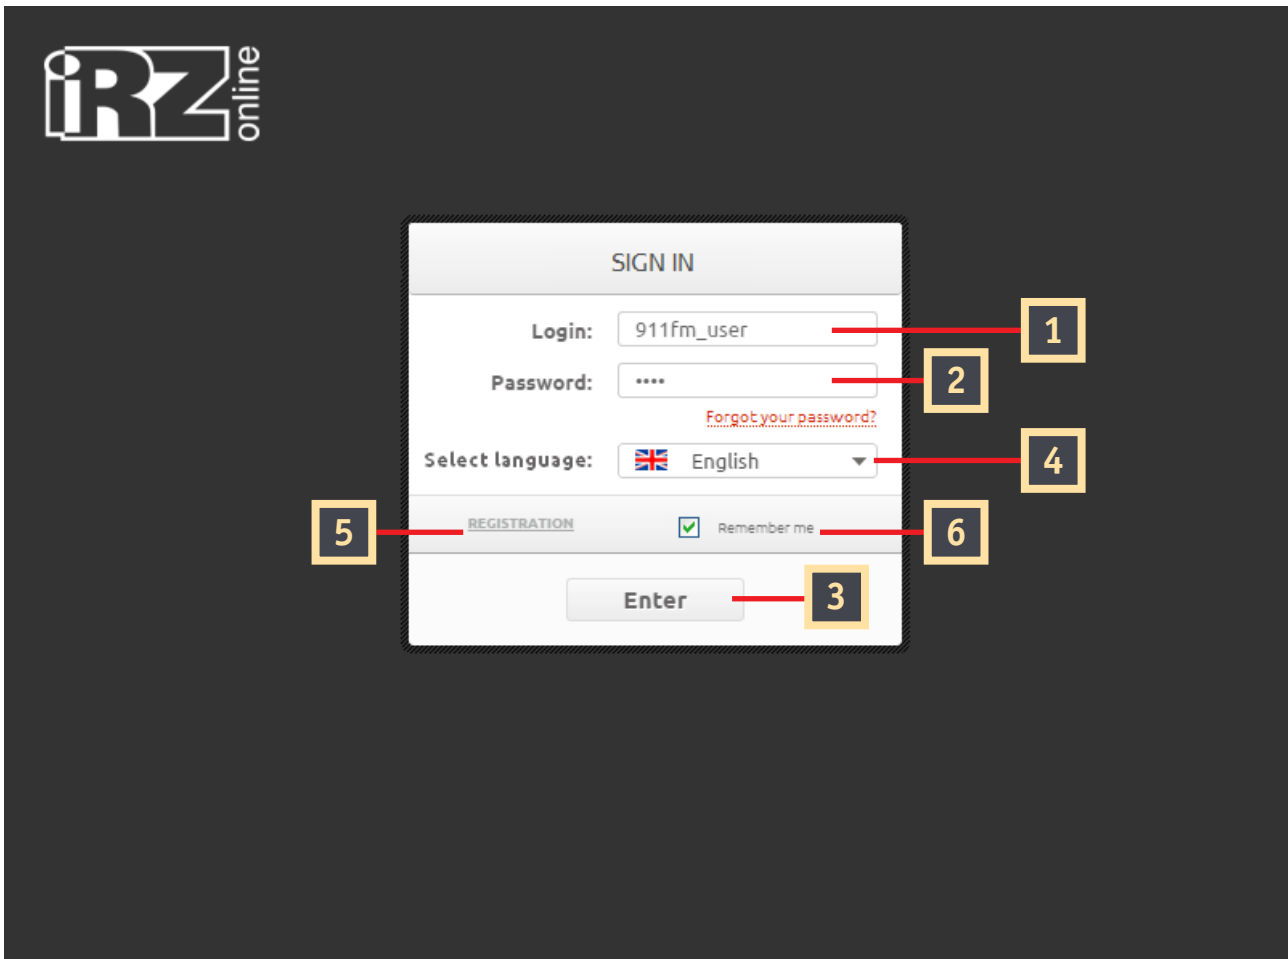 iRZ online
SIGN IN
Login: 911fm_user 1
Password: •••• 2
Forgot your password?
Select language: English 4
5 REGISTRATION Remember me 6
Enter 3